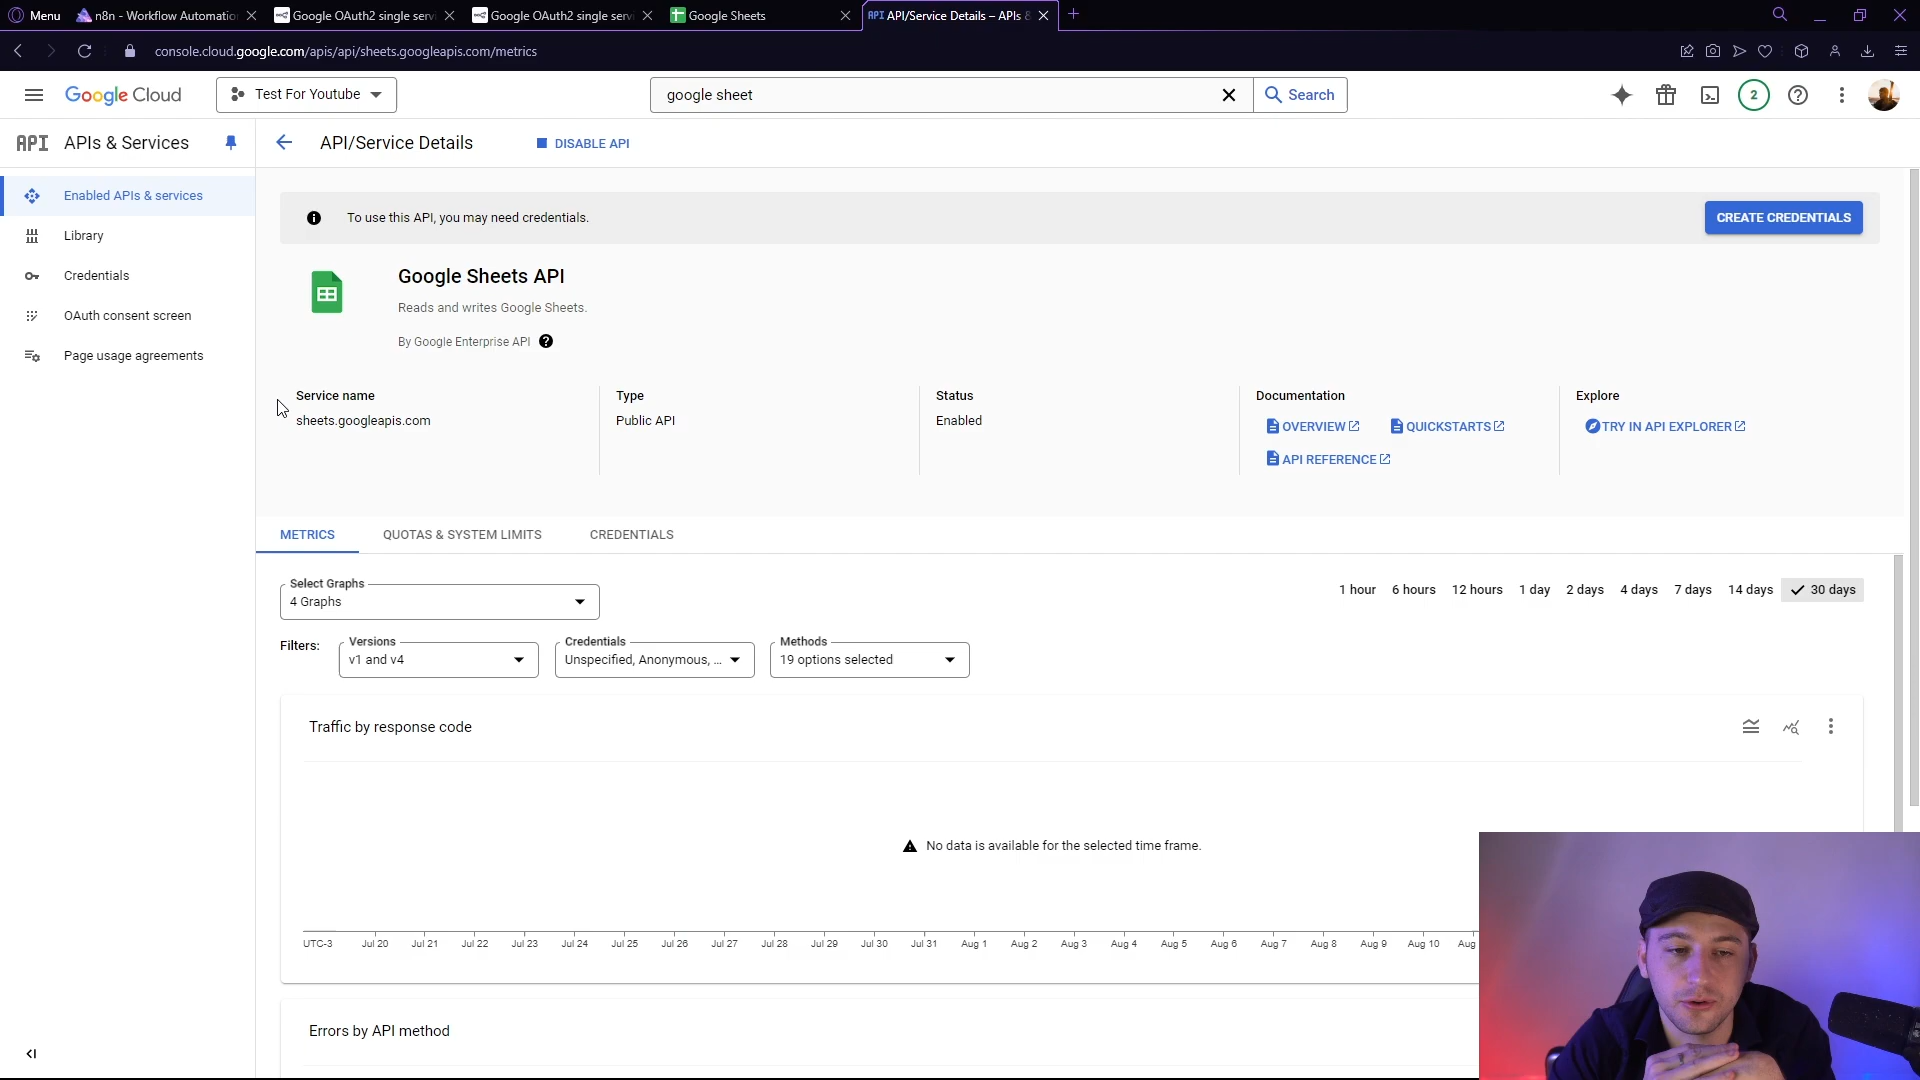 Menu
n8n - Workflow Automatio
Google OAuth2 single serv
Google OAuth2 single serv
Google Sheets
API API/Service Details – APIs &
console.cloud.google.com/apis/api/sheets.googleapis.com/metrics
Google Cloud
Test For Youtube
google sheet
Search
2
API APIs & Services
API/Service Details
DISABLE API
Enabled APIs & services
Library
Credentials
OAuth consent screen
Page usage agreements
To use this API, you may need credentials.
CREATE CREDENTIALS
Google Sheets API
Reads and writes Google Sheets.
By Google Enterprise API
Service name
sheets.googleapis.com
Type
Public API
Status
Enabled
Documentation
OVERVIEW
QUICKSTARTS
API REFERENCE
Explore
TRY IN API EXPLORER
METRICS
QUOTAS & SYSTEM LIMITS
CREDENTIALS
Select Graphs
4 Graphs
1 hour 6 hours 12 hours 1 day 2 days 4 days 7 days 14 days 30 days
Filters:
Versions
v1 and v4
Credentials
Unspecified, Anonymous, ...
Methods
19 options selected
Traffic by response code
No data is available for the selected time frame.
UTC-3 Jul 20 Jul 21 Jul 22 Jul 23 Jul 24 Jul 25 Jul 26 Jul 27 Jul 28 Jul 29 Jul 30 Jul 31 Aug 1 Aug 2 Aug 3 Aug 4 Aug 5 Aug 6 Aug 7 Aug 8 Aug 9 Aug 10 Aug
Errors by API method